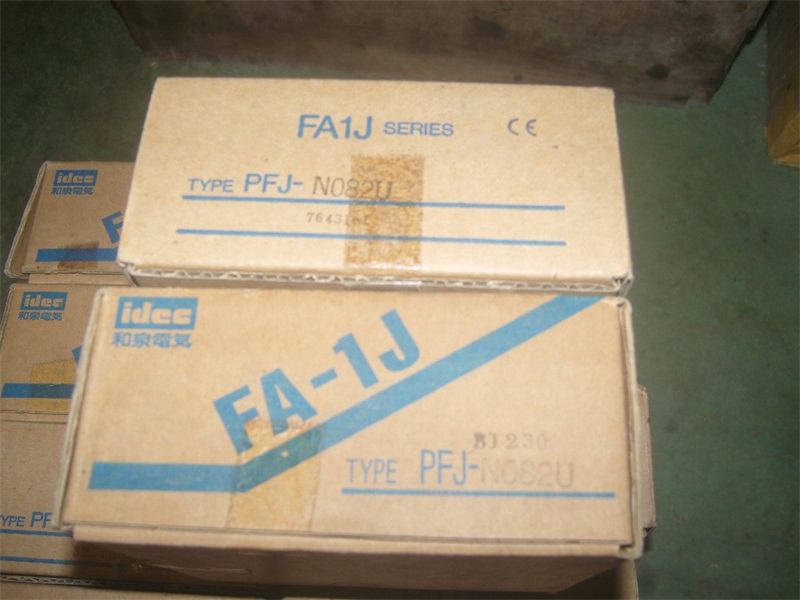 FA1J SERIES CE
TYPE PFJ-N082U
idec
和泉電気
idec
和泉電気
idec
和泉電気
FA-1J
TYPE PFJ-N082U
TYPE PF